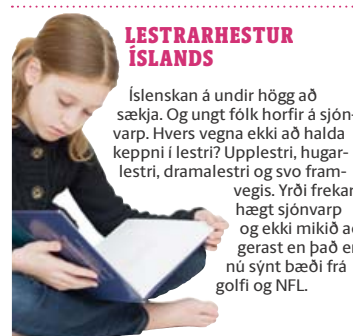 LESTRARHESTUR
ÍSLANDS
Íslenskan á undir högg að
sækja. Og ungt fólk horfir á sjón-
varp. Hvers vegna ekki að halda
keppni í lestri? Upplestri, hugar-
lestri, dramalestri og svo fram-
vegis. Yrði frekar
hægt sjónvarp
og ekki mikið
gerast en það
nú sýnt bæði frá
golfi og NFL.